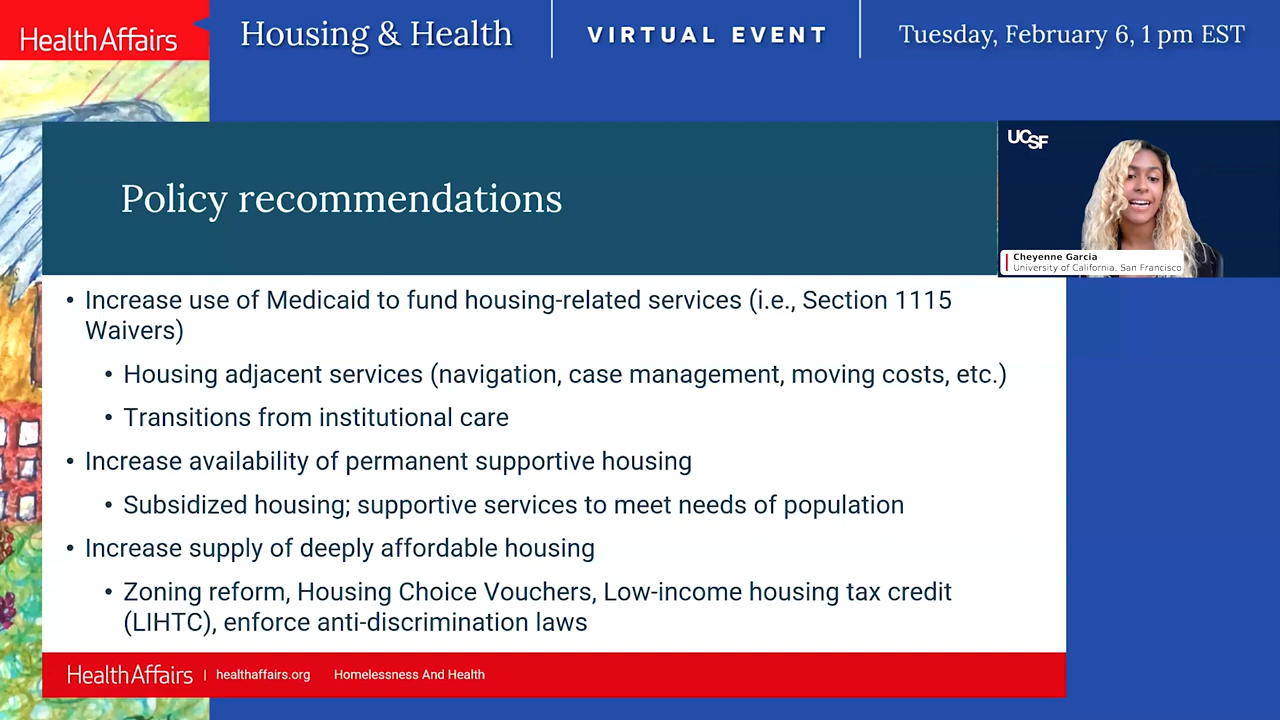 HealthAffairs
Housing & Health
VIRTUAL EVENT
Tuesday, February 6, 1 pm EST
Policy recommendations
UCSF
Cheyenne Garcia
University of California, San Francisco
• Increase use of Medicaid to fund housing-related services (i.e., Section 1115
Waivers)
• Housing adjacent services (navigation, case management, moving costs, etc.)
• Transitions from institutional care
• Increase availability of permanent supportive housing
• Subsidized housing; supportive services to meet needs of population
• Increase supply of deeply affordable housing
• Zoning reform, Housing Choice Vouchers, Low-income housing tax credit
(LIHTC), enforce anti-discrimination laws
HealthAffairs | healthaffairs.org Homelessness And Health